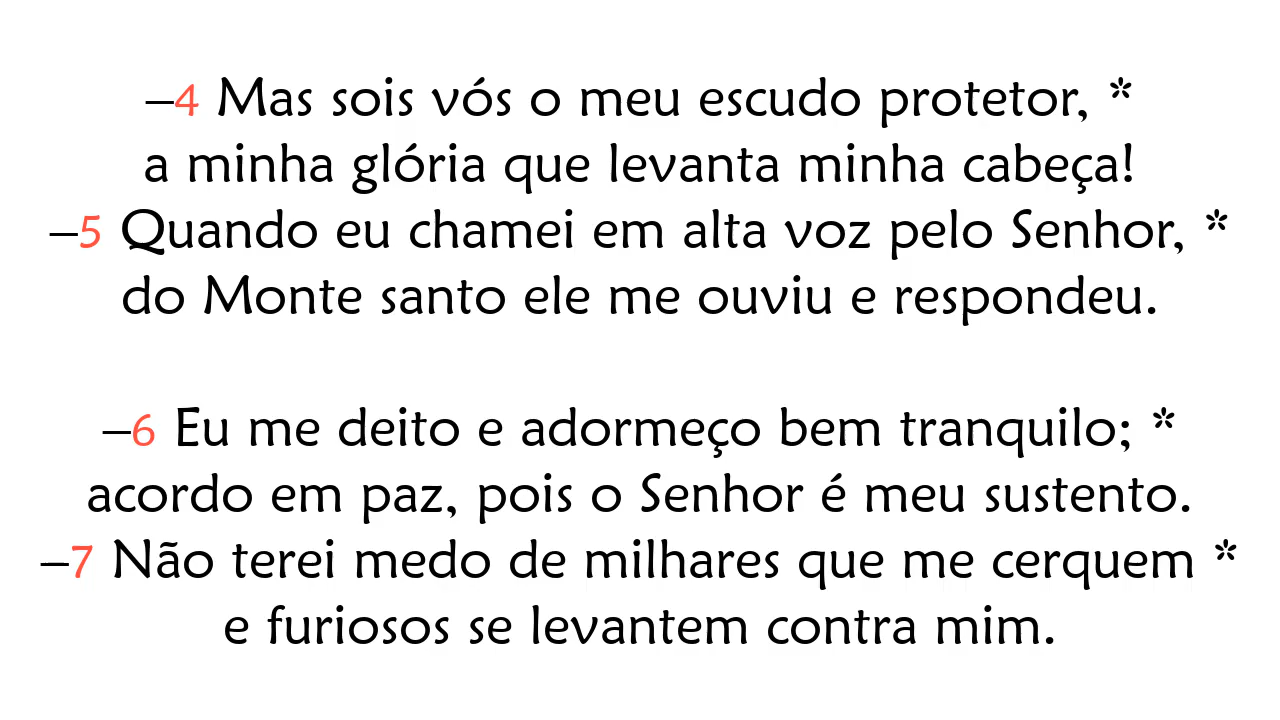 –4 Mas sois vós o meu escudo protetor, *
a minha glória que levanta minha cabeça!
–5 Quando eu chamei em alta voz pelo Senhor, *
do Monte santo ele me ouviu e respondeu.
–6 Eu me deito e adormeço bem tranquilo; *
acordo em paz, pois o Senhor é meu sustento.
–7 Não terei medo de milhares que me cerquem *
e furiosos se levantem contra mim.